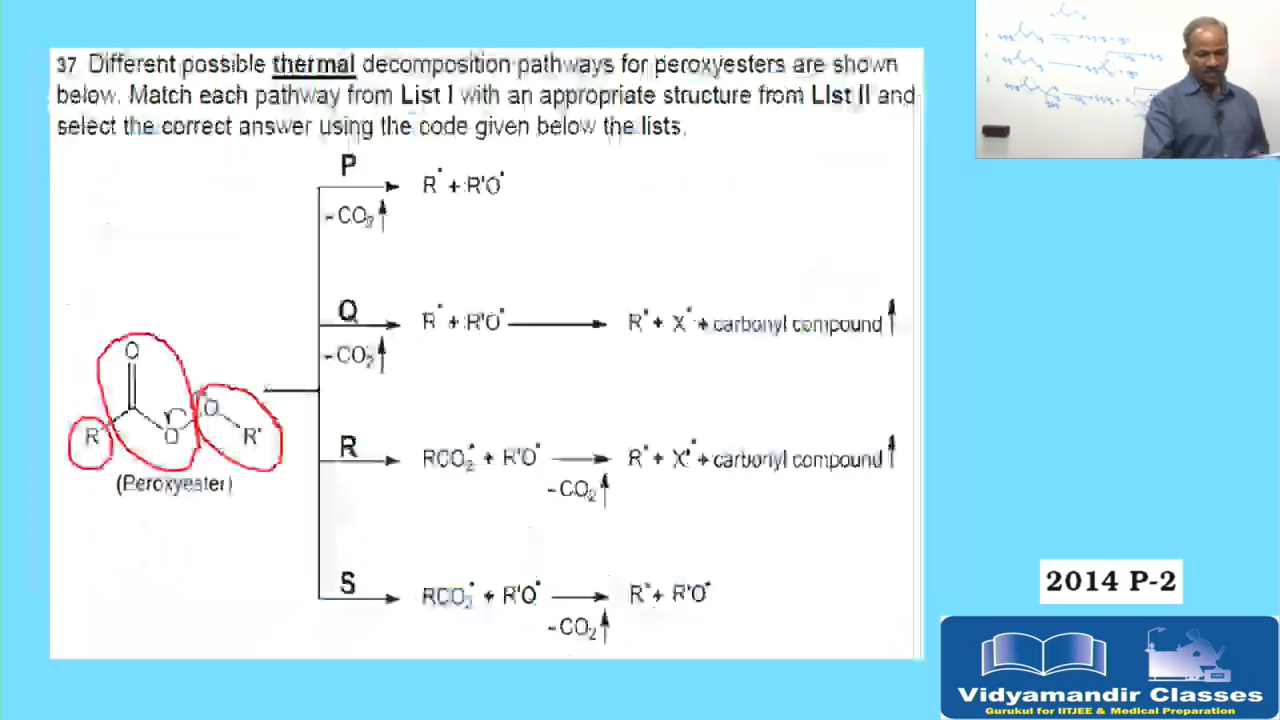 37 Different possible thermal decomposition pathways for peroxyesters are shown
below. Match each pathway from List I with an appropriate structure from List II and
select the correct answer using the code given below the lists.
P
R• + R'O•
-CO₂↑
Q
R• + R'O• → R• + X• + carbonyl compound↑
-CO₂↑
O
R O O R'
(Peroxyester)
R
RCO₂• + R'O• → R• + X• + carbonyl compound↑
-CO₂↑
S
RCO₂• + R'O• → R• + R'O•
-CO₂↑
2014 P-2
Vidyamandir Classes
Gurukul for IITJEE & Medical Preparation